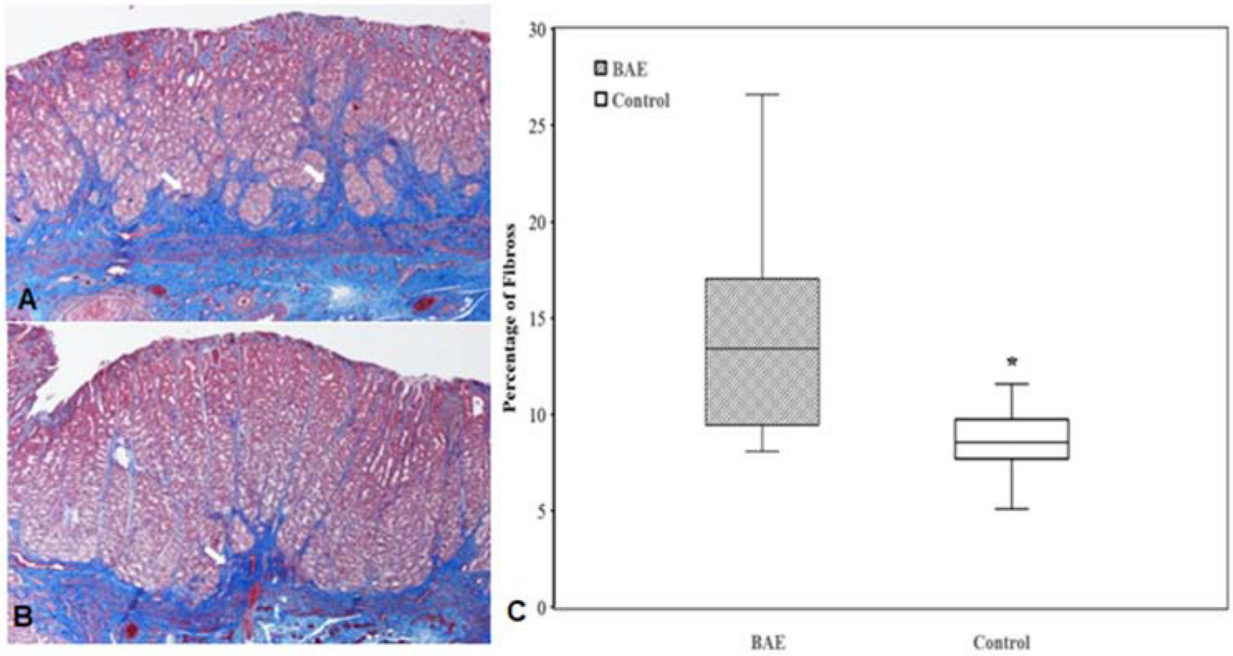 A
B
C
Percentage of Fibross
30
25
20
15
10
5
0
BAE
Control
*
BAE
Control